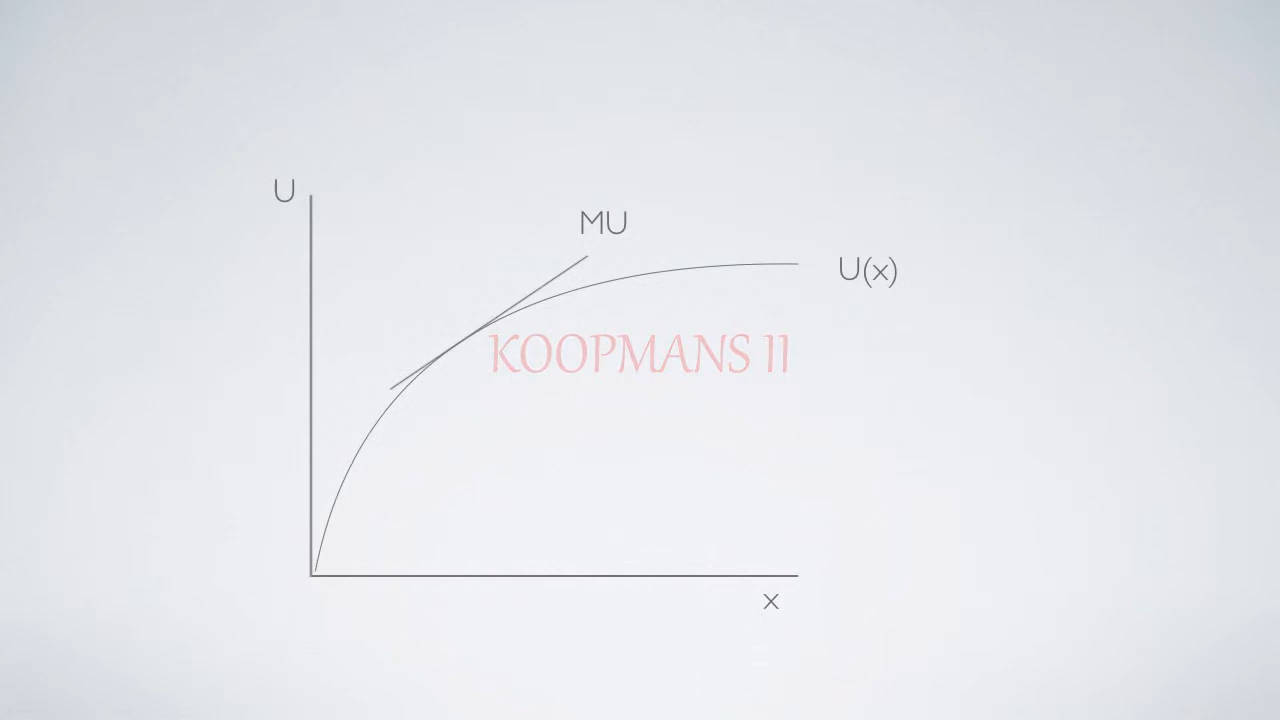 U
MU
U(x)
KOOPMANS II
x